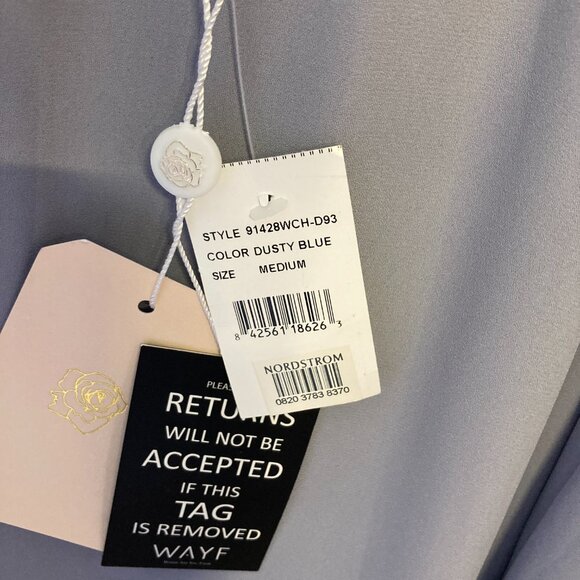 STYLE 91428WCH-D93
COLOR DUSTY BLUE
SIZE MEDIUM
8 42561 18626 3
NORDSTROM
0820 3783 8370
RETURNS
WILL NOT BE
ACCEPTED
IF THIS
TAG
IS REMOVED
WAYF